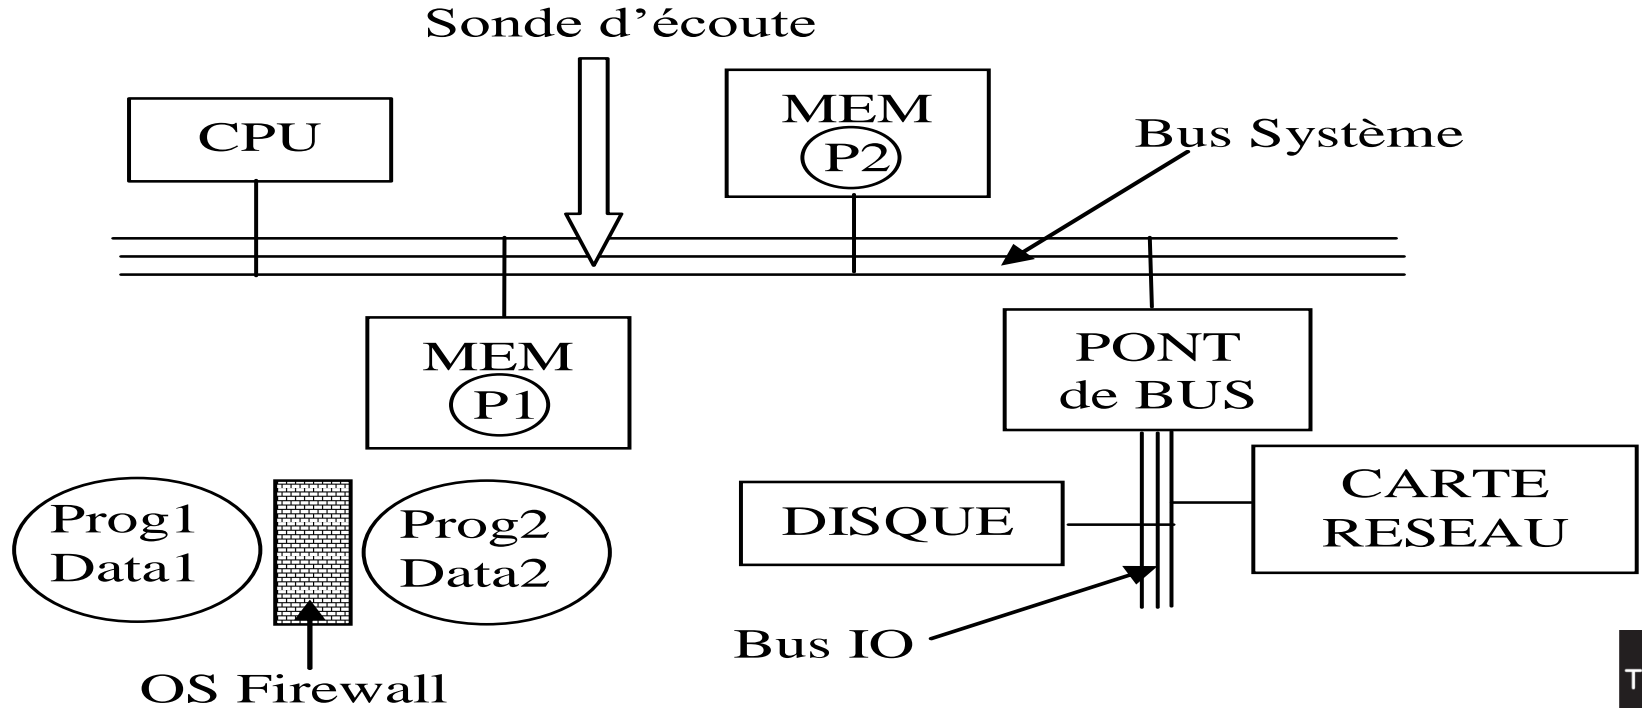 Sonde d'écoute
CPU
MEM
P2
Bus Système
MEM
P1
PONT
de BUS
Prog1
Data1
Prog2
Data2
DISQUE
CARTE
RESEAU
Bus IO
OS Firewall
T